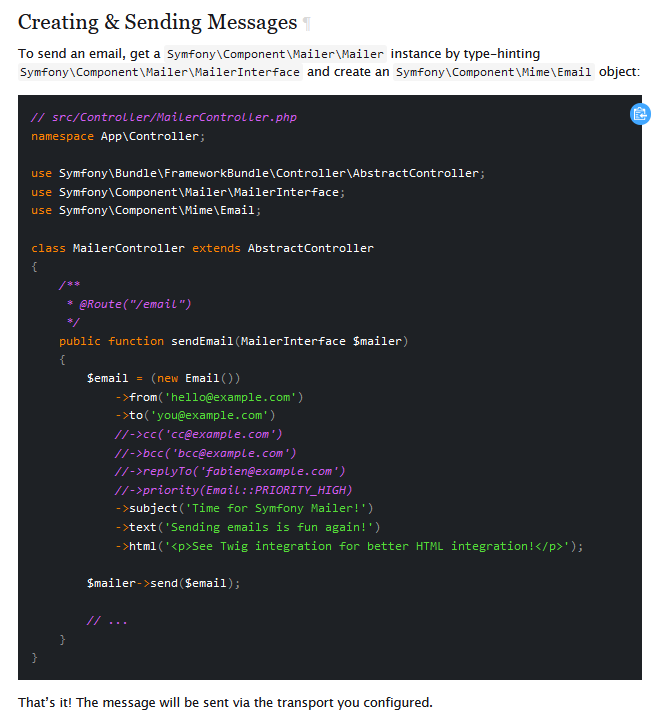 Creating & Sending Messages ¶
To send an email, get a Symfony\Component\Mailer\Mailer instance by type-hinting
Symfony\Component\Mailer\MailerInterface and create an Symfony\Component\Mime\Email object:
// src/Controller/MailerController.php
namespace App\Controller;

use Symfony\Bundle\FrameworkBundle\Controller\AbstractController;
use Symfony\Component\Mailer\MailerInterface;
use Symfony\Component\Mime\Email;

class MailerController extends AbstractController
{
    /**
     * @Route("/email")
     */
    public function sendEmail(MailerInterface $mailer)
    {
        $email = (new Email())
            ->from('hello@example.com')
            ->to('you@example.com')
            //->cc('cc@example.com')
            //->bcc('bcc@example.com')
            //->replyTo('fabien@example.com')
            //->priority(Email::PRIORITY_HIGH)
            ->subject('Time for Symfony Mailer!')
            ->text('Sending emails is fun again!')
            ->html('<p>See Twig integration for better HTML integration!</p>');

        $mailer->send($email);

        // ...
    }
}
That's it! The message will be sent via the transport you configured.